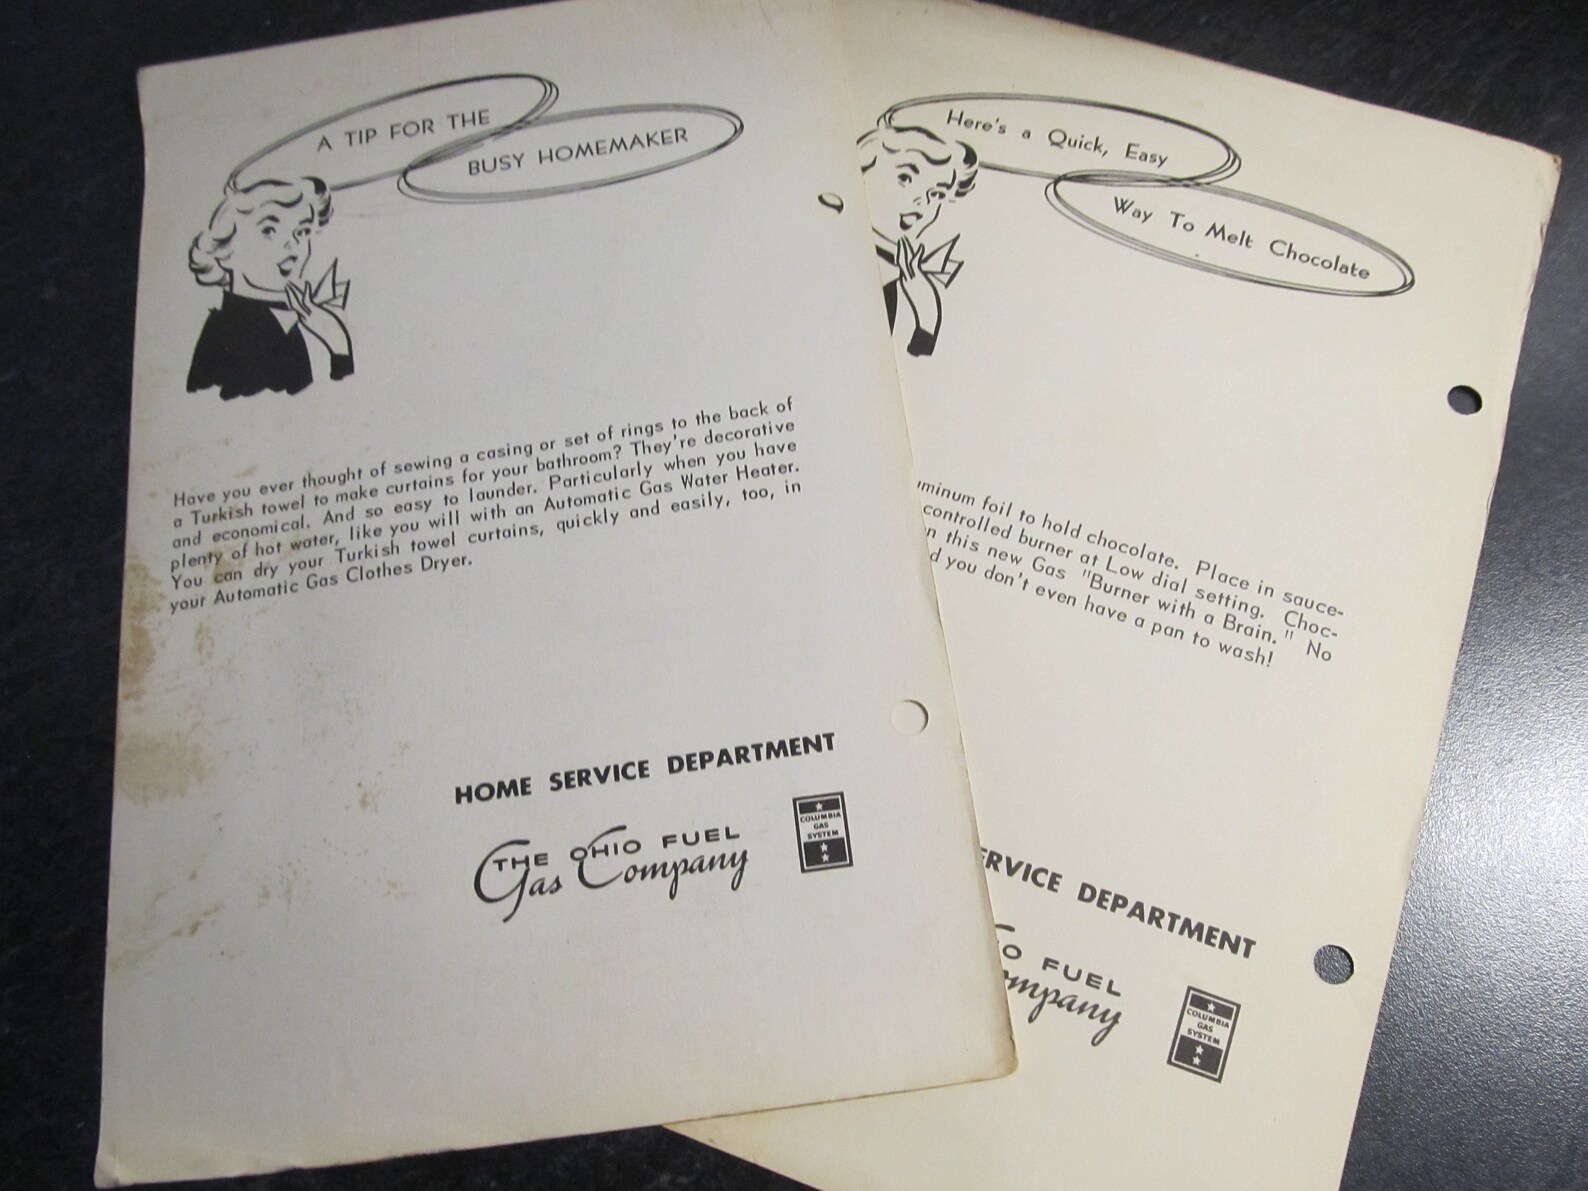 A TIP FOR THE
BUSY HOMEMAKER
Have you ever thought of sewing a casing or set of rings to the back of
a Turkish towel to make curtains for your bathroom? They're decorative
and economical. And so easy to launder. Particularly when you have
plenty of hot water, like you will with an Automatic Gas Water Heater.
You can dry your Turkish towel curtains, quickly and easily, too, in
your Automatic Gas Clothes Dryer.
HOME SERVICE DEPARTMENT
THE OHIO FUEL
Gas Company
COLUMBIA
GAS
SYSTEM
Here's a Quick, Easy
Way To Melt Chocolate
uminum foil to hold chocolate. Place in sauce-
controlled burner at Low dial setting. Choc-
n this new Gas "Burner with a Brain." No
d you don't even have a pan to wash!
ERVICE DEPARTMENT
O FUEL
ompany
COLUMBIA
GAS
SYSTEM